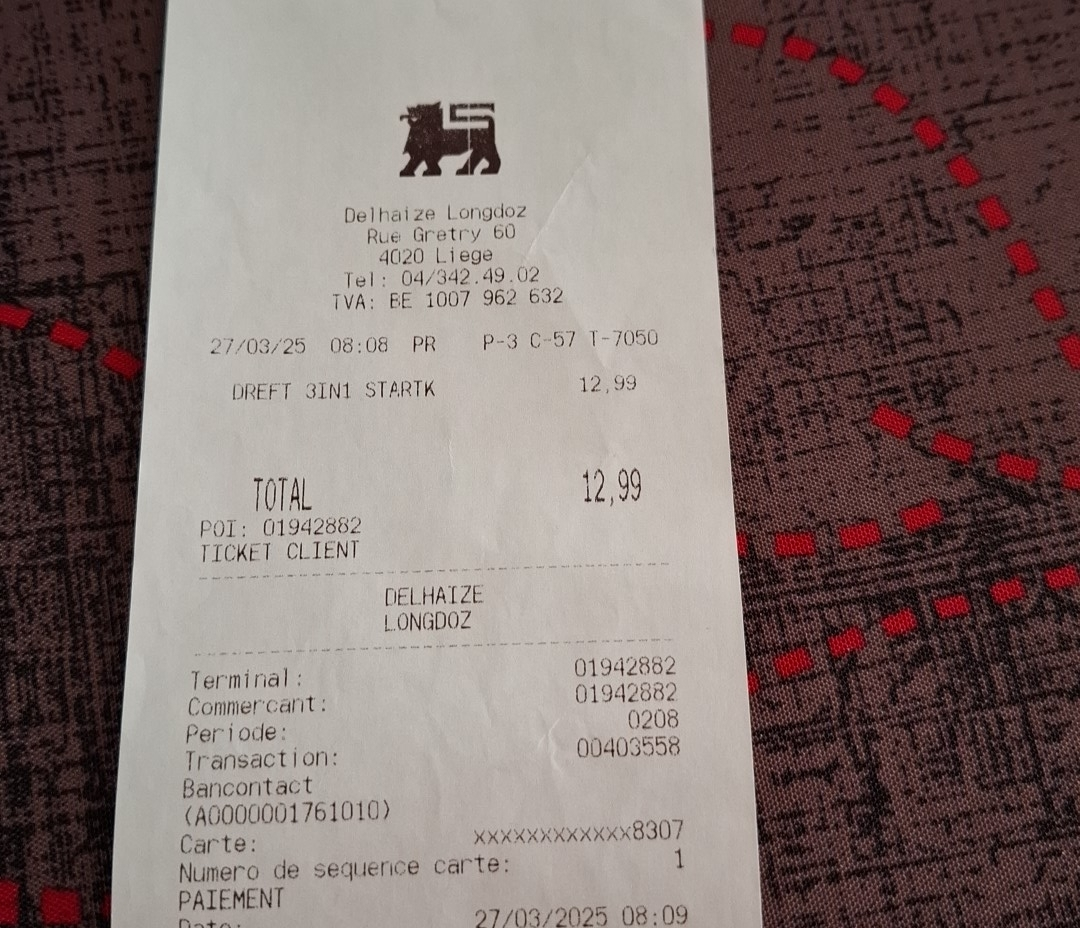 Delhaize Longdoz
Rue Gretry 60
4020 Liege
Tel: 04/342.49.02
TVA: BE 1007 962 632
27/03/25 08:08 PR P-3 C-57 T-7050
DREFT 3IN1 STARTK 12,99
TOTAL 12,99
POI: 01942882
TICKET CLIENT
DELHAIZE
LONGDOZ
Terminal: 01942882
Commercant: 01942882
Periode: 0208
Transaction: 00403558
Bancontact
(A0000001761010)
Carte: xxxxxxxxxxxx8307
Numero de sequence carte: 1
PAIEMENT
Date: 27/03/2025 08:09